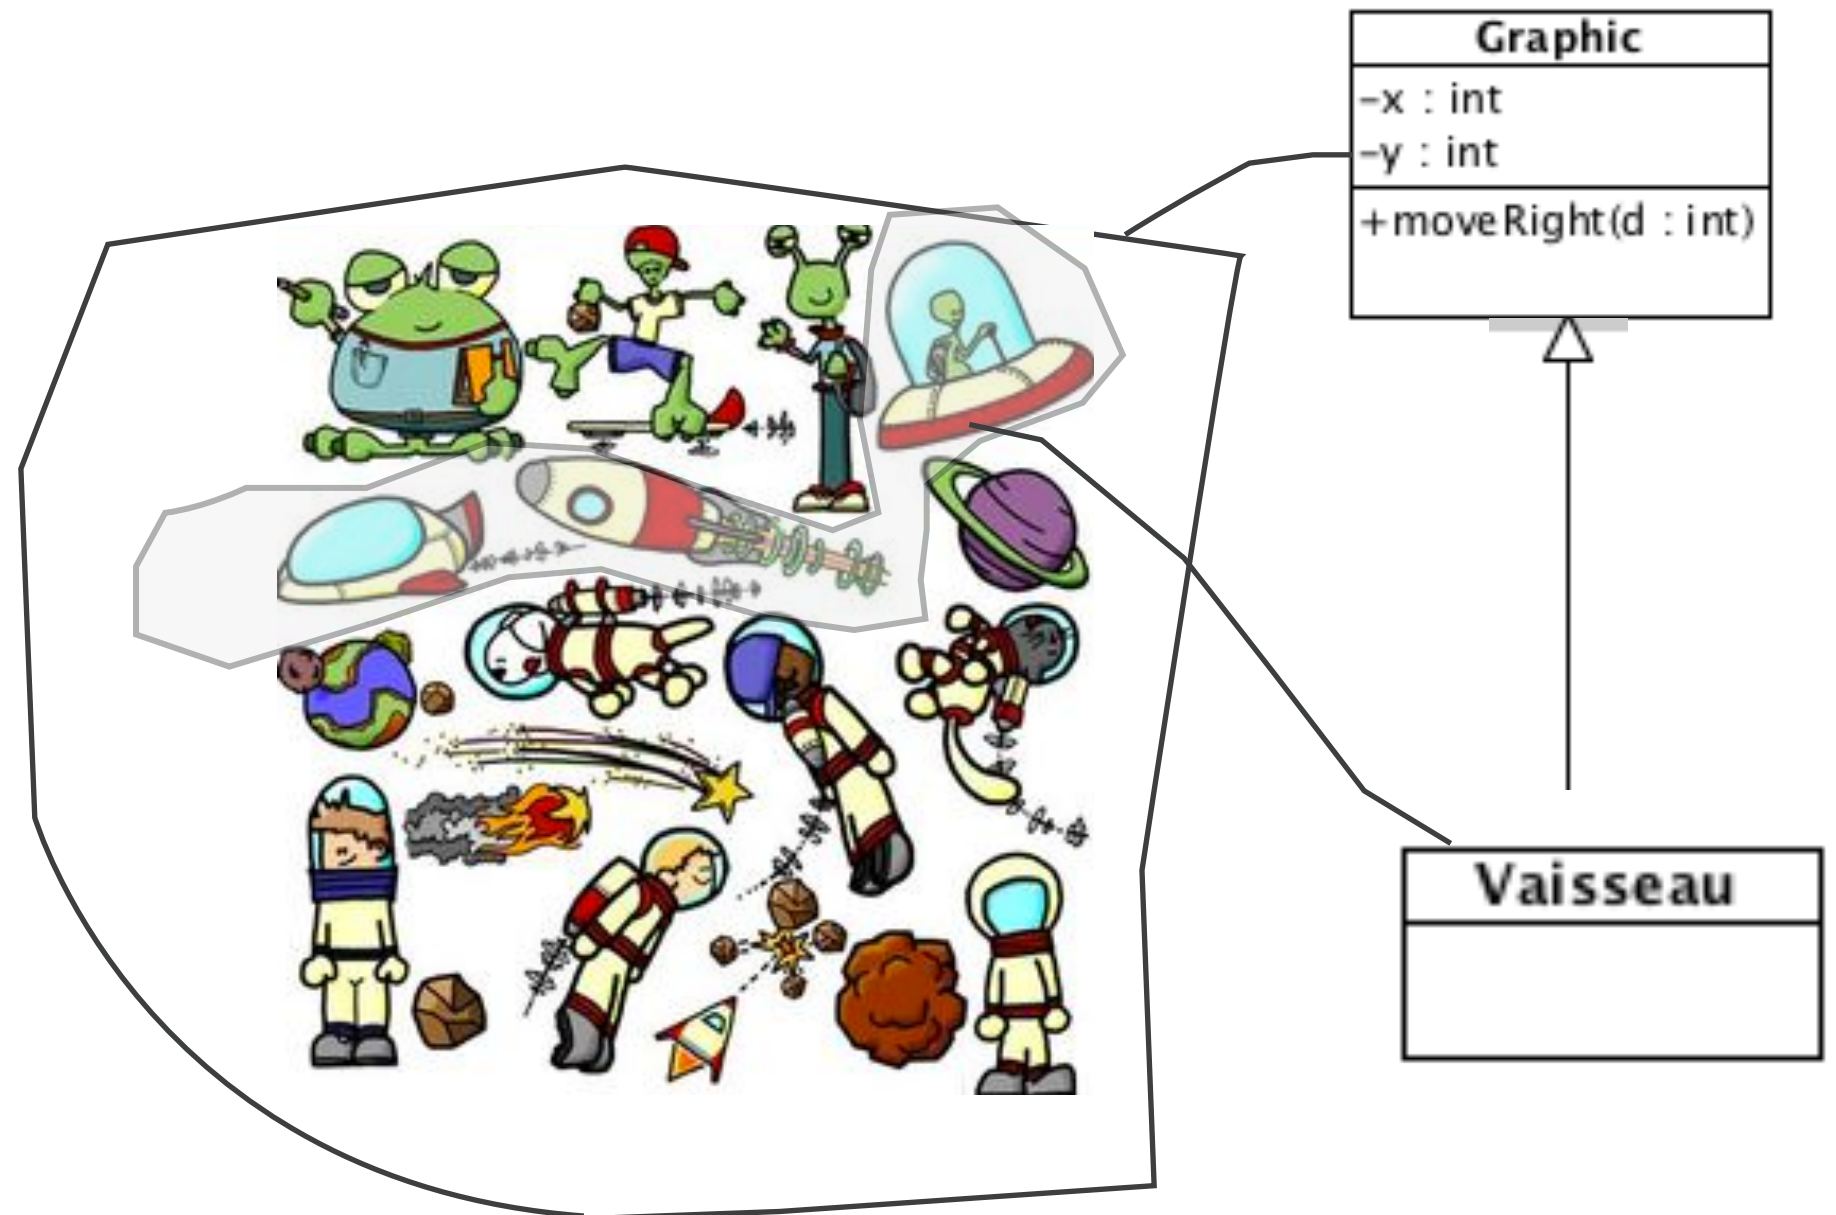 Graphic
-x : int
-y : int
+moveRight(d : int)
Vaisseau